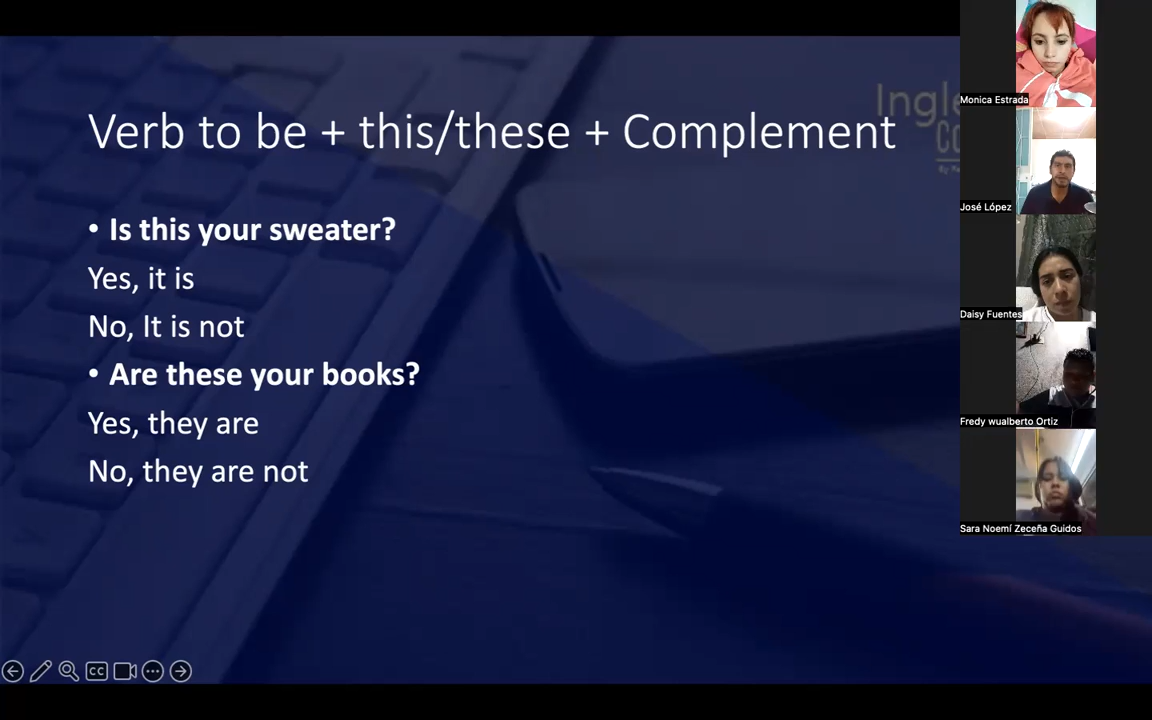 Verb to be + this/these + Complement
• Is this your sweater?
Yes, it is
No, It is not
• Are these your books?
Yes, they are
No, they are not
Monica Estrada
José López
Daisy Fuentes
Fredy wualberto Ortiz
Sara Noemí Zeceña Guidos
CC